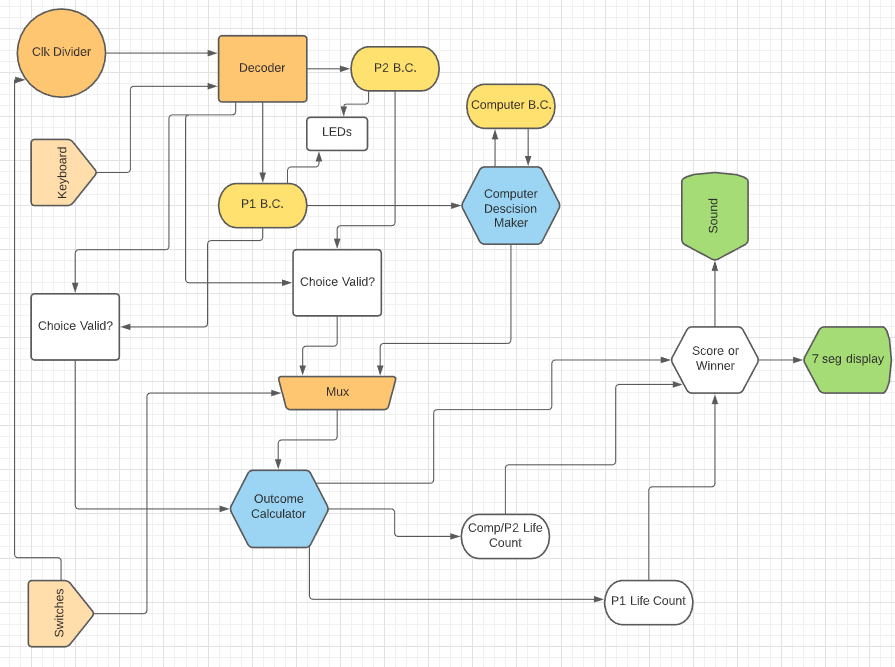 Clk Divider
Decoder
P2 B.C.
Computer B.C.
LEDs
Keyboard
P1 B.C.
Computer
Descision
Maker
Sound
Choice Valid?
Choice Valid?
Score or
Winner
7 seg display
Mux
Outcome
Calculator
Comp/P2 Life
Count
Switches
P1 Life Count